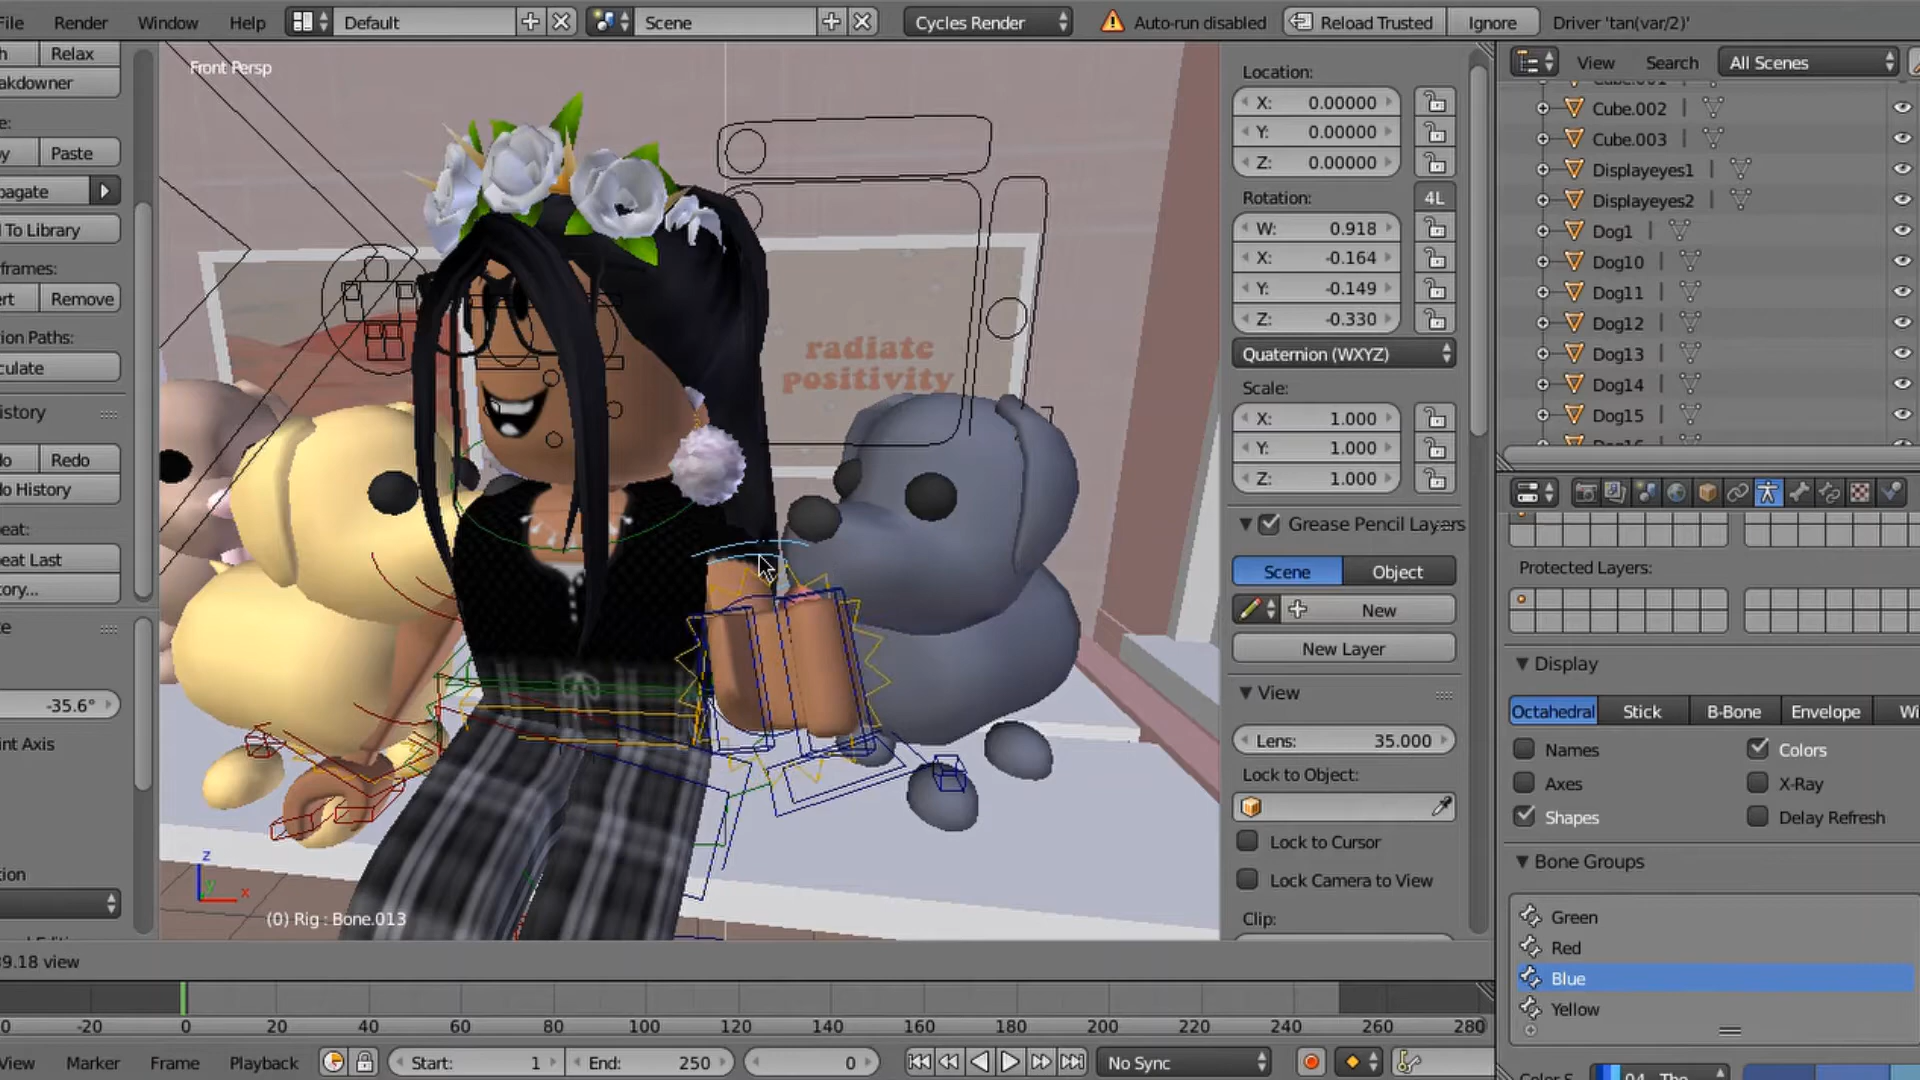 File Render Window Help Default Scene Cycles Render Auto-run disabled Reload Trusted Ignore Driver 'tan(var/2)'
Relax
akdowner
Paste
agate
To Library
frames:
Remove
ion Paths:
culate
istory
Redo
o History
eat:
eat Last
ory...
-35.6°
int Axis
tion
Front Persp
radiate
positivity
(0) Rig : Bone.013
39.18 view
Location:
X: 0.00000
Y: 0.00000
Z: 0.00000
Rotation: 4L
W: 0.918
X: -0.164
Y: -0.149
Z: -0.330
Quaternion (WXYZ)
Scale:
X: 1.000
Y: 1.000
Z: 1.000
Grease Pencil Layers
Scene Object
New
New Layer
View
Lens: 35.000
Lock to Object:
Lock to Cursor
Lock Camera to View
Clip:
View Search All Scenes
Cube.001
Cube.002
Cube.003
Displayeyes1
Displayeyes2
Dog1
Dog10
Dog11
Dog12
Dog13
Dog14
Dog15
Protected Layers:
Display
Octahedral Stick B-Bone Envelope Wi
Names Colors
Axes X-Ray
Shapes Delay Refresh
Bone Groups
Green
Red
Blue
Yellow
-20 0 20 40 60 80 100 120 140 160 180 200 220 240 260 280
View Marker Frame Playback Start: 1 End: 250 0 No Sync